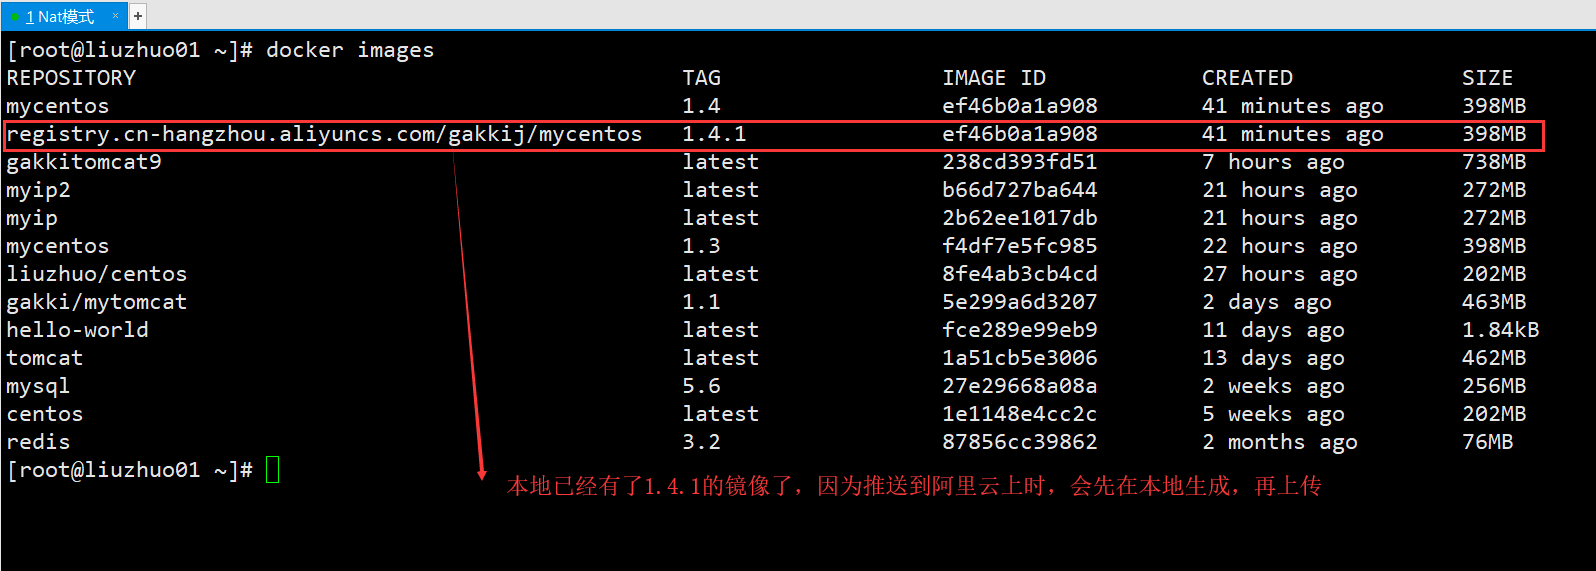 1 Nat模式 × +
[root@liuzhuo01 ~]# docker images
REPOSITORY TAG IMAGE ID CREATED SIZE
mycentos 1.4 ef46b0a1a908 41 minutes ago 398MB
registry.cn-hangzhou.aliyuncs.com/gakkij/mycentos 1.4.1 ef46b0a1a908 41 minutes ago 398MB
gakkitomcat9 latest 238cd393fd51 7 hours ago 738MB
myip2 latest b66d727ba644 21 hours ago 272MB
myip latest 2b62ee1017db 21 hours ago 272MB
mycentos 1.3 f4df7e5fc985 22 hours ago 398MB
liuzhuo/centos latest 8fe4ab3cb4cd 27 hours ago 202MB
gakki/mytomcat 1.1 5e299a6d3207 2 days ago 463MB
hello-world latest fce289e99eb9 11 days ago 1.84kB
tomcat latest 1a51cb5e3006 13 days ago 462MB
mysql 5.6 27e29668a08a 2 weeks ago 256MB
centos latest 1e1148e4cc2c 5 weeks ago 202MB
redis 3.2 87856cc39862 2 months ago 76MB
[root@liuzhuo01 ~]#
本地已经有了1.4.1的镜像了，因为推送到阿里云上时，会先在本地生成，再上传